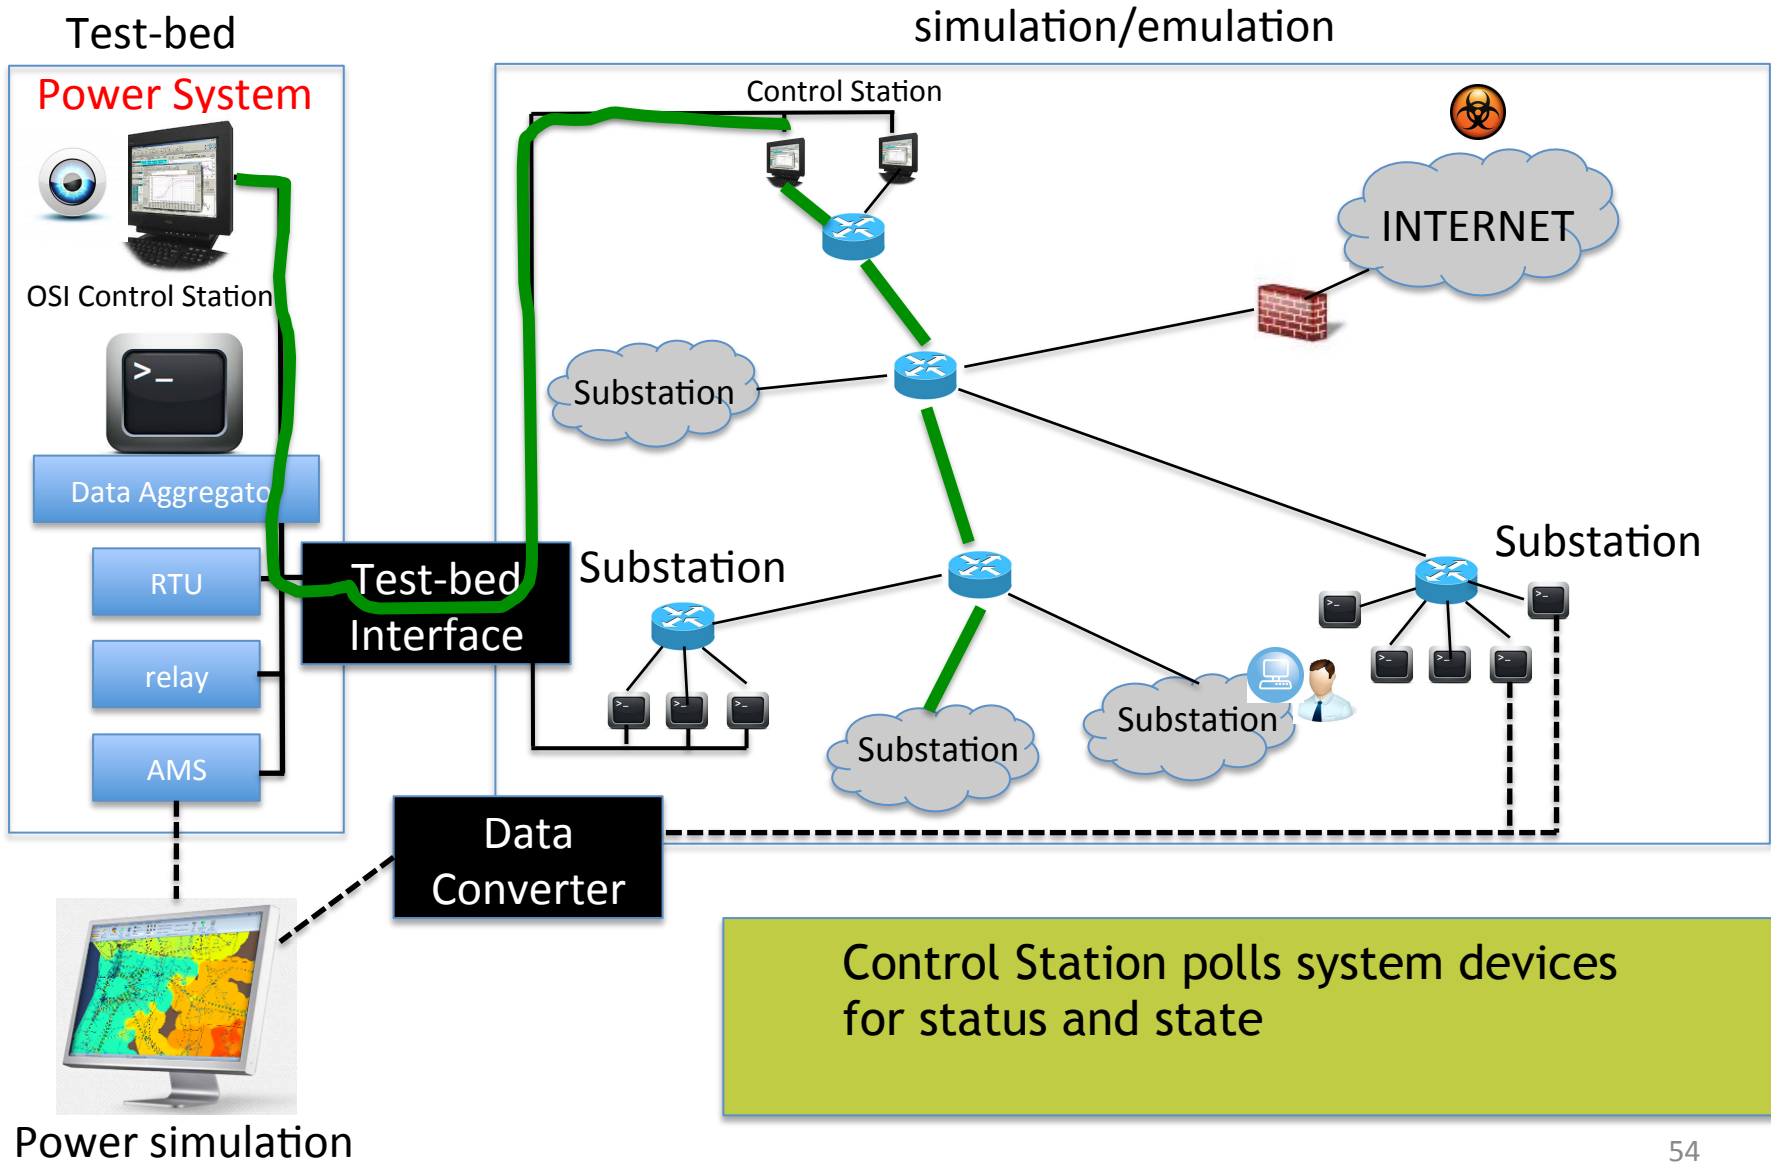 Test-bed
simulation/emulation
Power System
Control Station
INTERNET
OSI Control Station
>_
Substation
Data Aggregato
RTU
Test-bed
Interface
relay
AMS
Substation
Substation
>_
>_
>_
Substation
Substation
>_
>_
>_
>_
>_
Data
Converter
Control Station polls system devices
for status and state
Power simulation
54